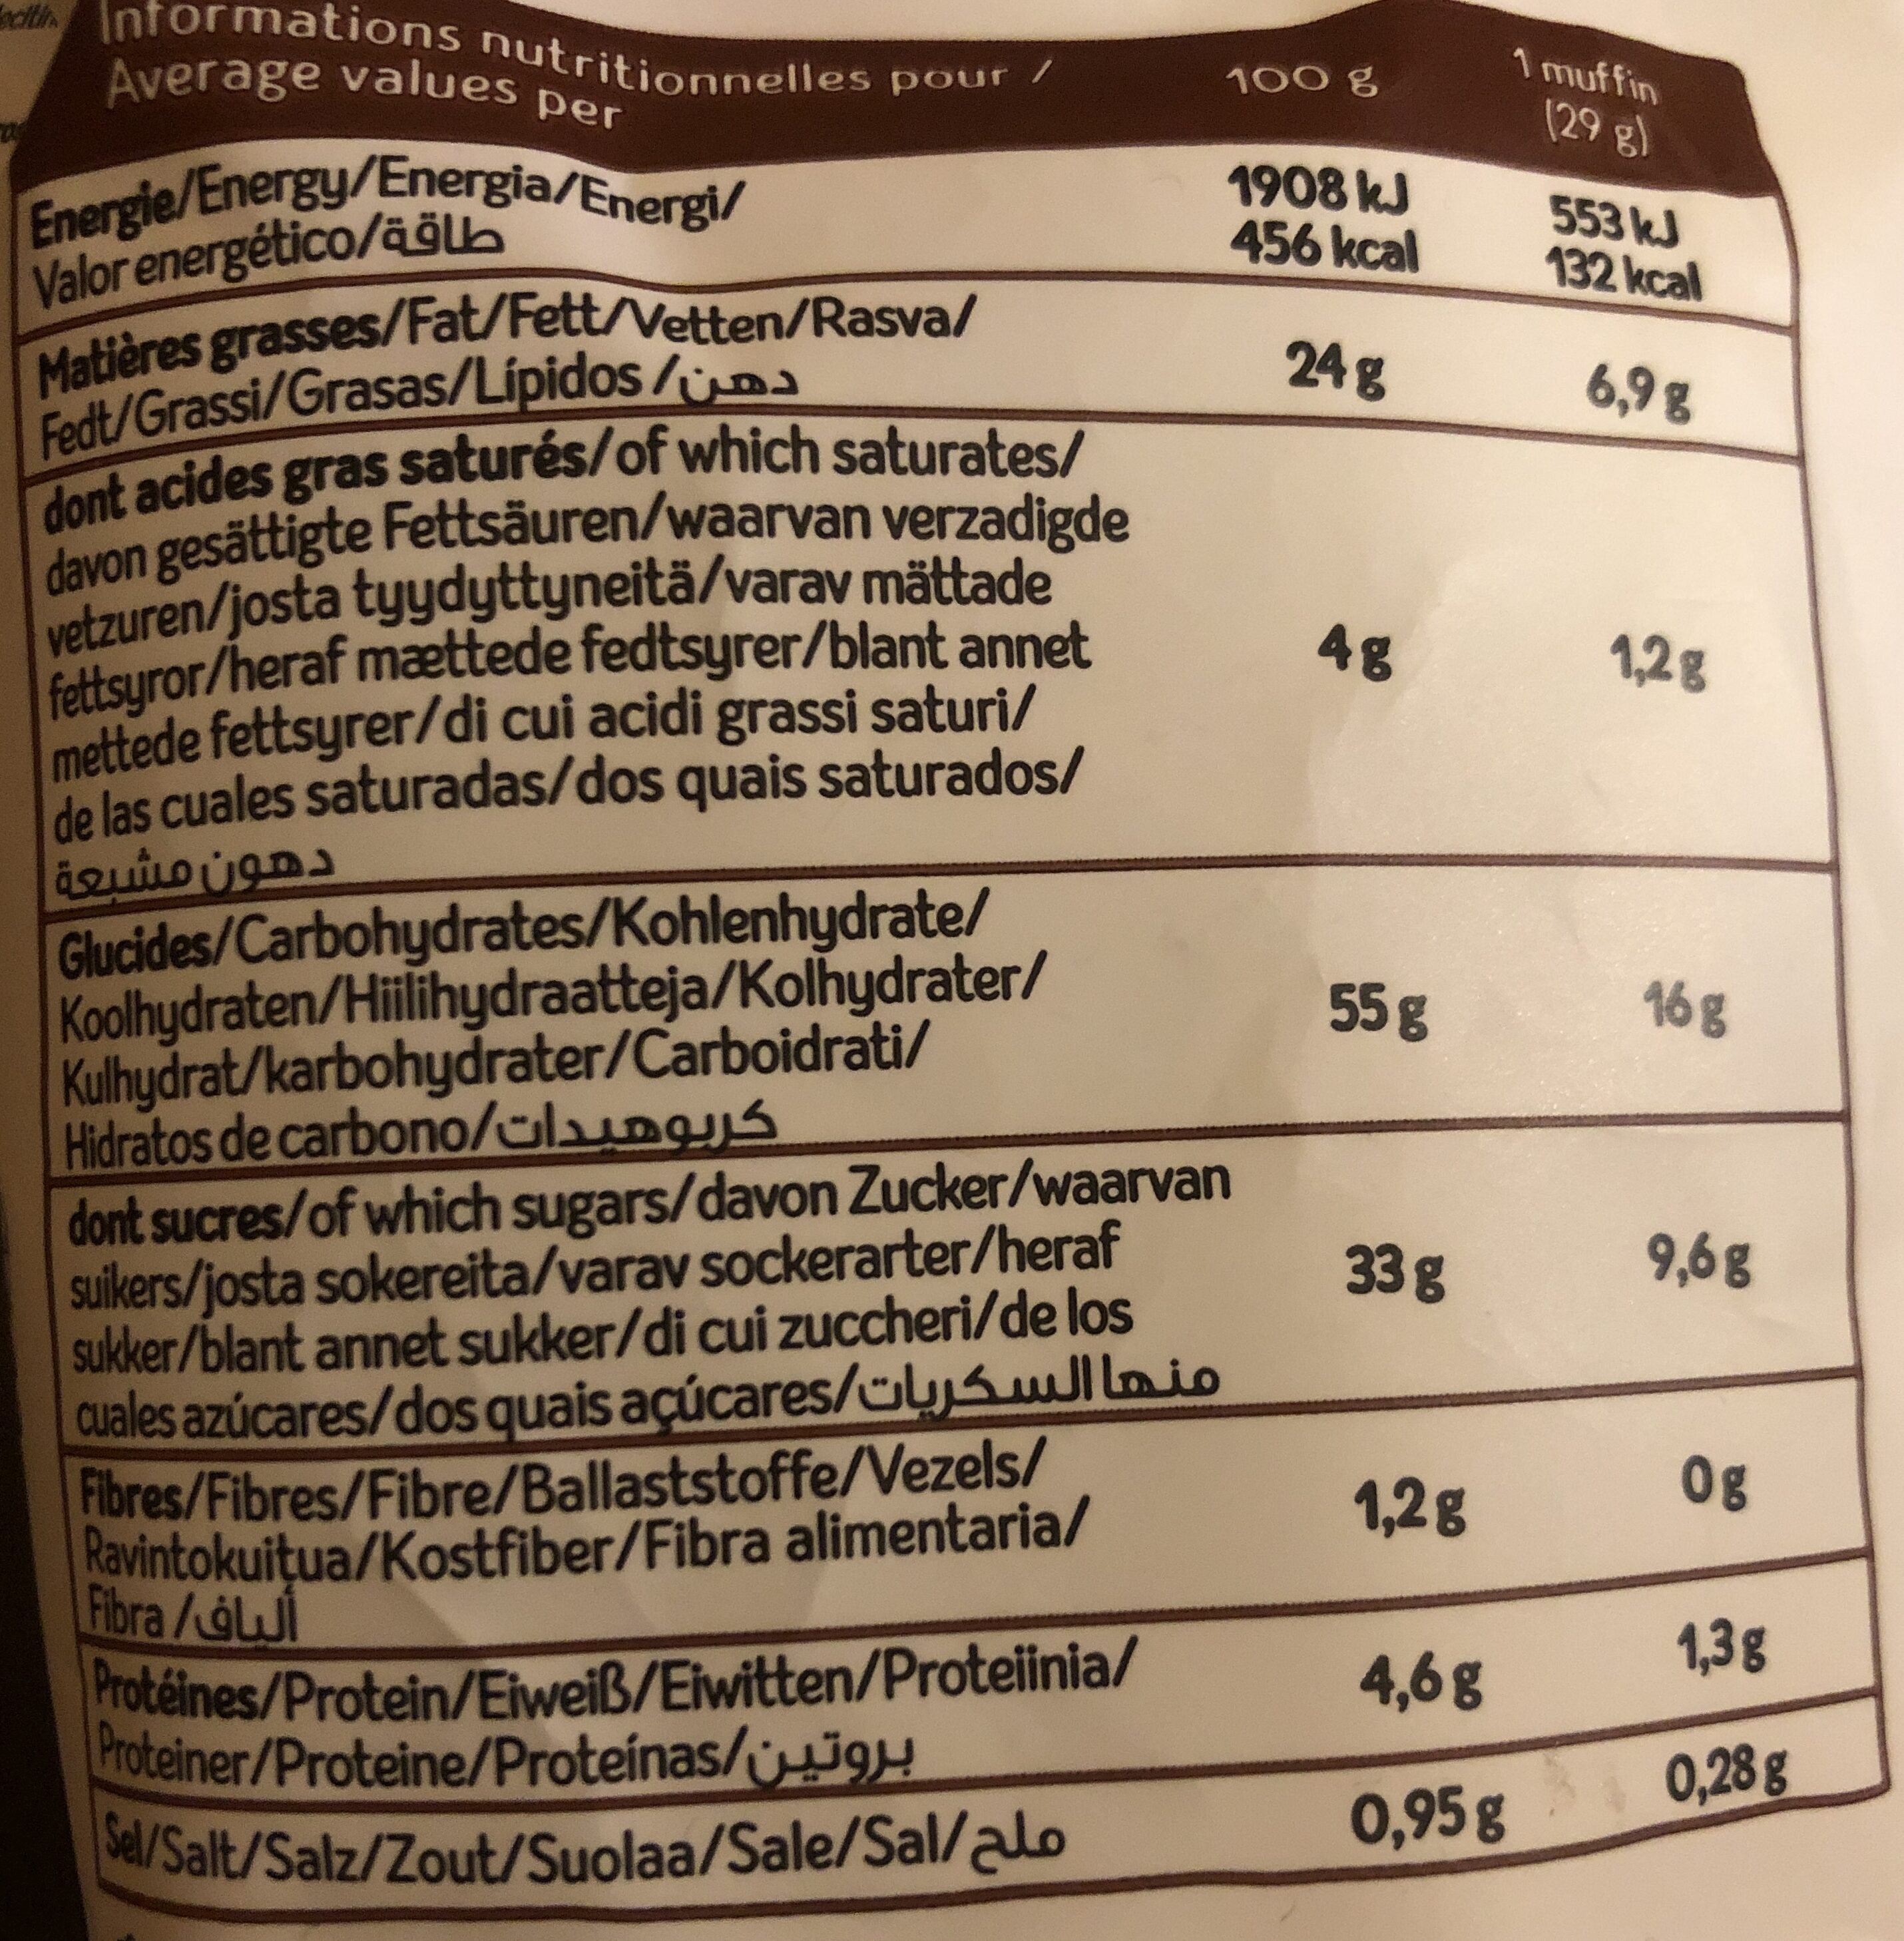 Informations nutritionnelles pour / 100 g 1 muffin
Average values per (29 g)
Energie/Energy/Energia/Energi/ 1908 kJ 553 kJ
Valor energético/طاقة 456 kcal 132 kcal
Matières grasses/Fat/Fett/Vetten/Rasva/
Fedt/Grassi/Grasas/Lípidos /دهن 24 g 6,9 g
dont acides gras saturés/of which saturates/
davon gesättigte Fettsäuren/waarvan verzadigde
vetzuren/josta tyydyttyneitä/varav mättade
fettsyror/heraf mættede fedtsyrer/blant annet 4 g 1,2 g
mettede fettsyrer/di cui acidi grassi saturi/
de las cuales saturadas/dos quais saturados/
دهون مشبعة
Glucides/Carbohydrates/Kohlenhydrate/
Koolhydraten/Hiilihydraatteja/Kolhydrater/ 55 g 16 g
Kulhydrat/karbohydrater/Carboidrati/
Hidratos de carbono/كربوهيدات
dont sucres/of which sugars/davon Zucker/waarvan
suikers/josta sokereita/varav sockerarter/heraf 33 g 9,6 g
sukker/blant annet sukker/di cui zuccheri/de los
cuales azúcares/dos quais açúcares/منها السكريات
Fibres/Fibres/Fibre/Ballaststoffe/Vezels/ 1,2 g 0 g
Ravintokuitua/Kostfiber/Fibra alimentaria/
Fibra /ألياف
Protéines/Protein/Eiweiß/Eiwitten/Proteiinia/ 4,6 g 1,3 g
Proteiner/Proteine/Proteínas/بروتين
Sel/Salt/Salz/Zout/Suolaa/Sale/Sal/ملح 0,95 g 0,28 g